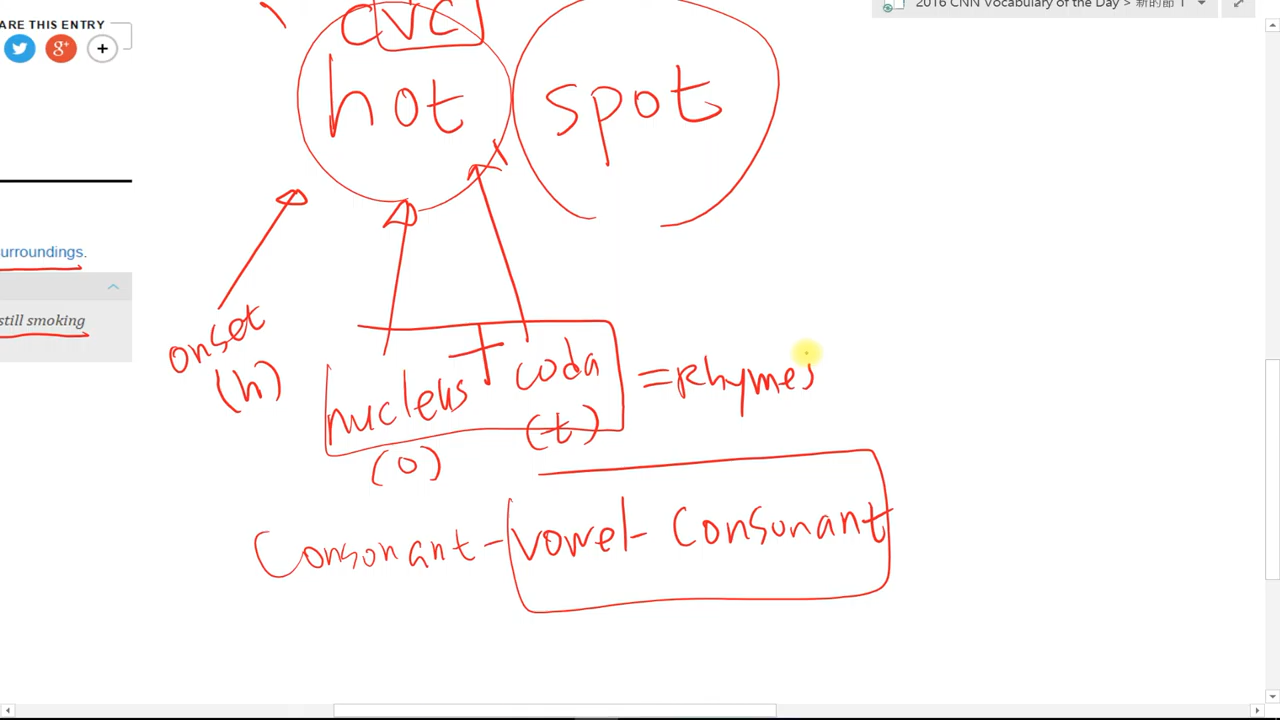 ARE THIS ENTRY
g+
+
2016 CNN Vocabulary of the Day > 新的節 1
cvc
hot
spot
urroundings.
still smoking
onset
(h)
nucleus + coda = Rhymes
(o)
(t)
Consonant - vowel - Consonant